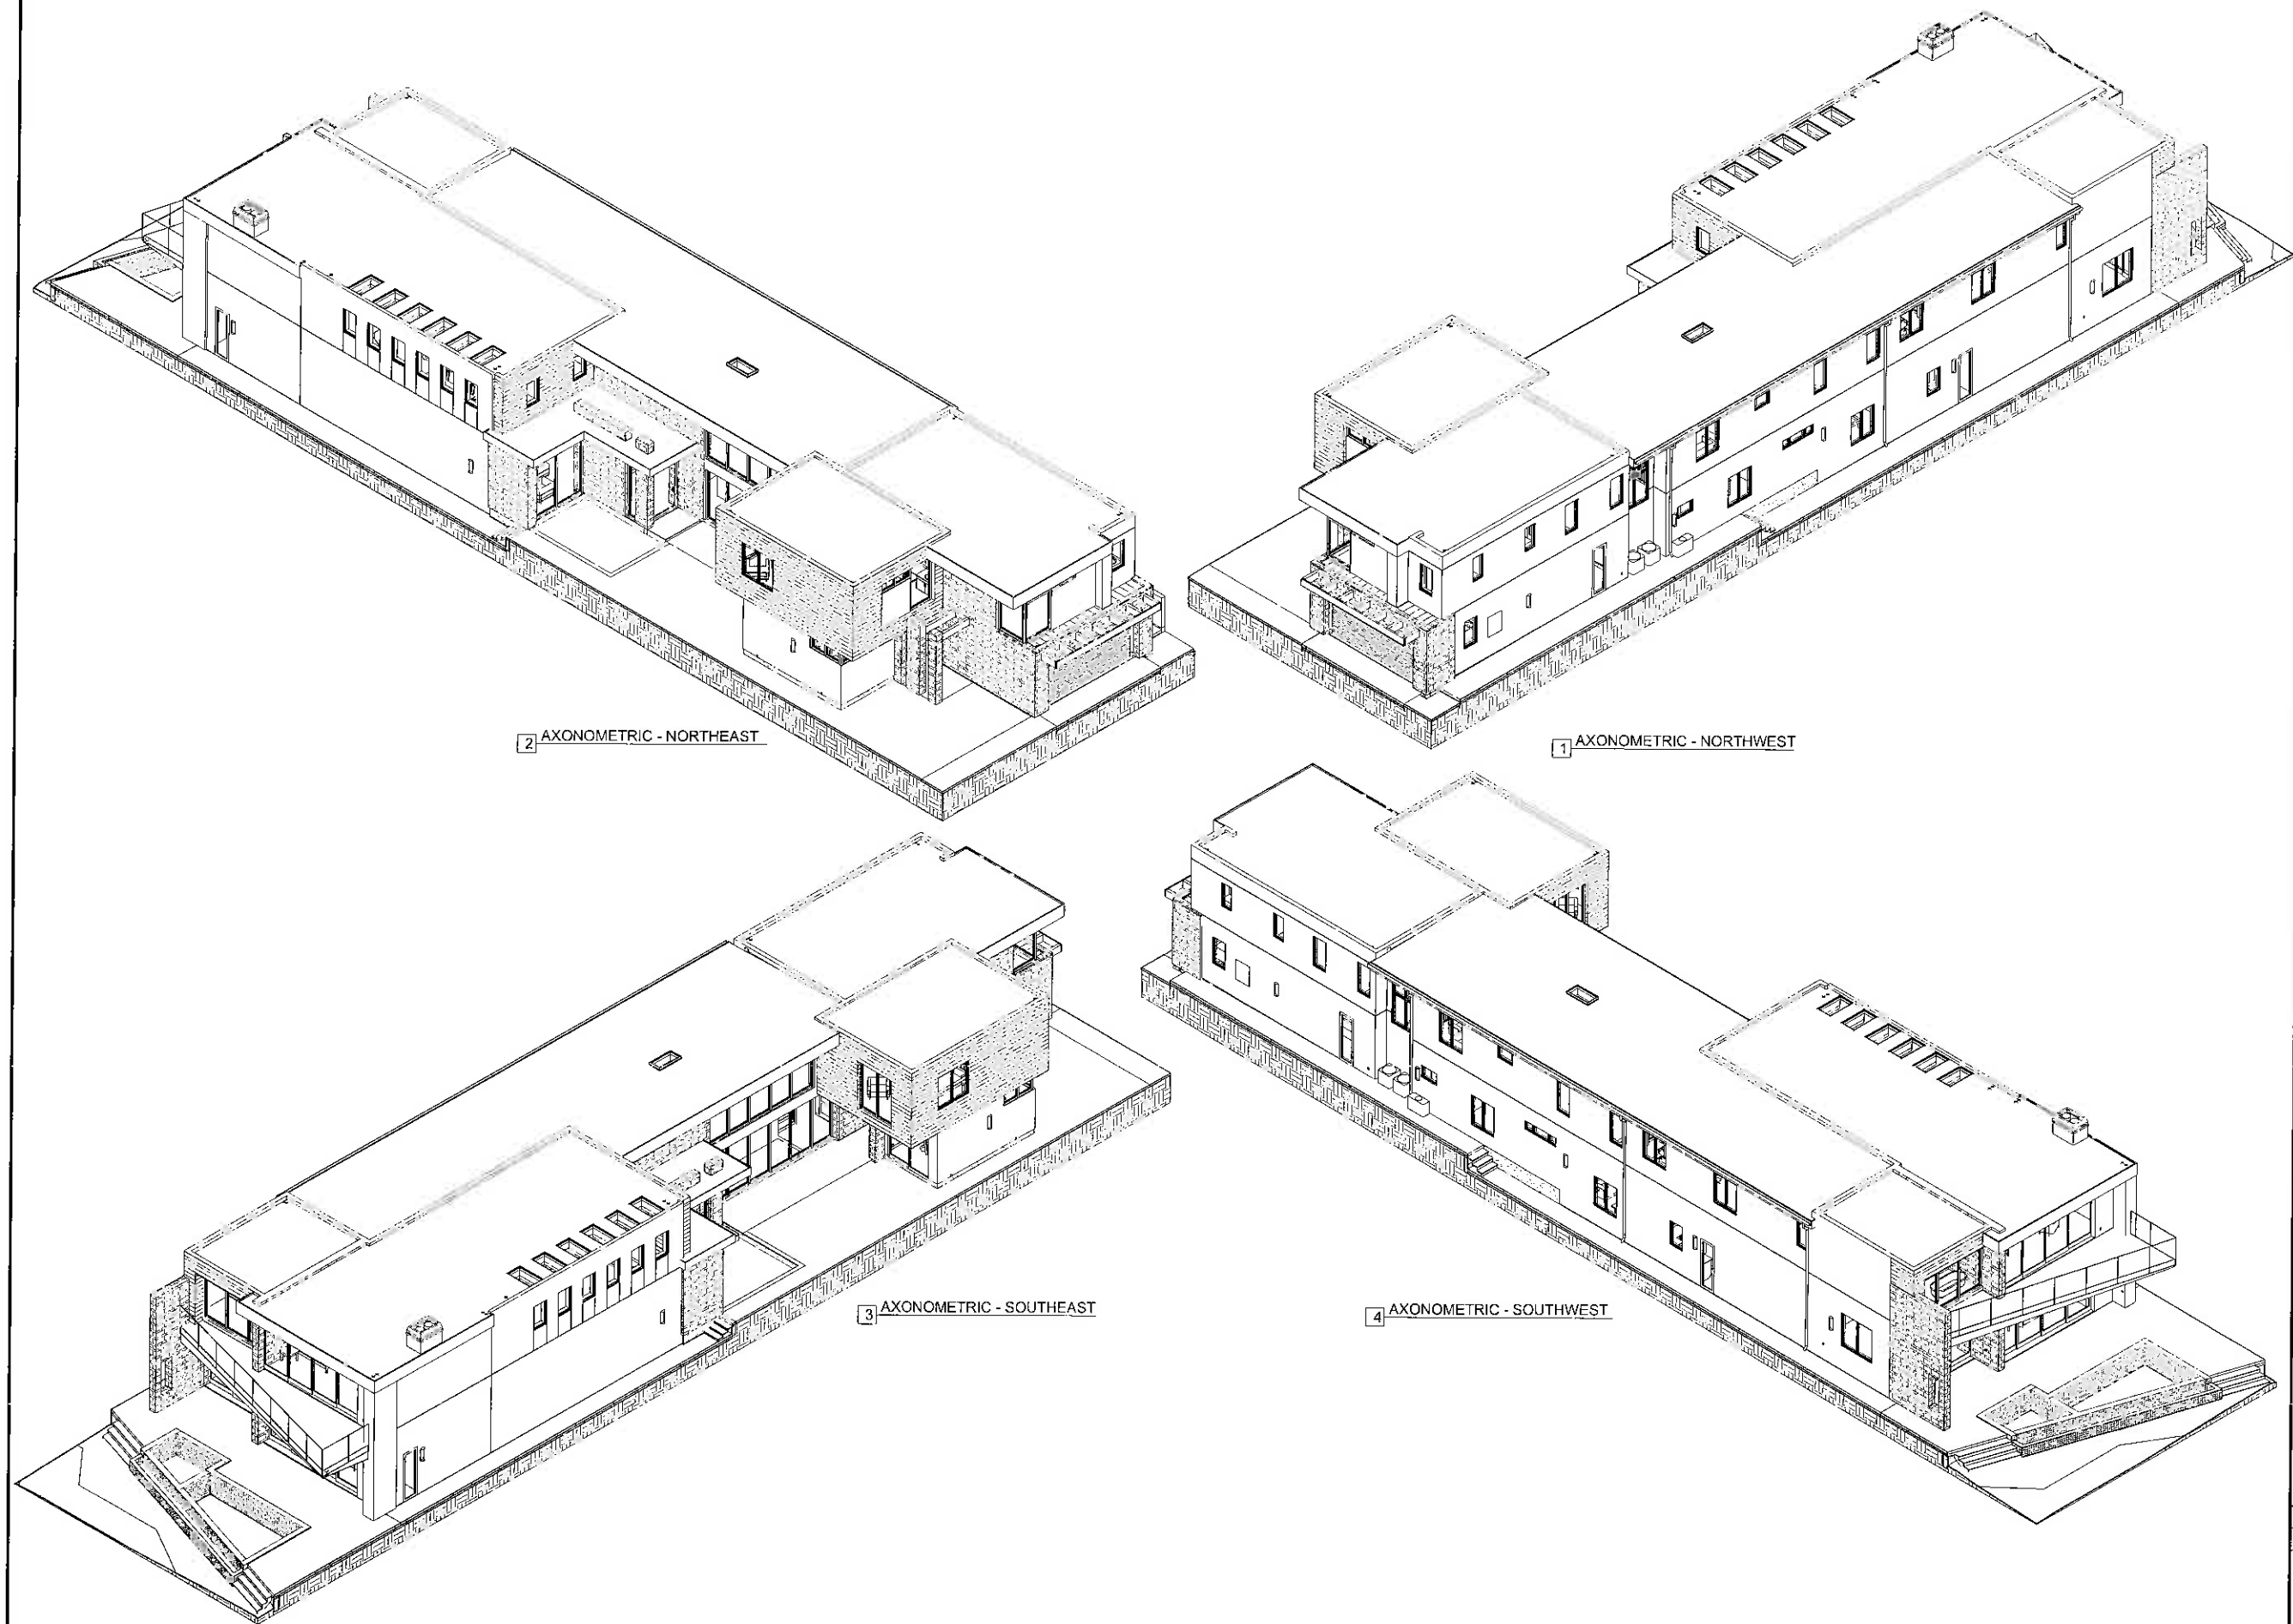 2 AXONOMETRIC - NORTHEAST
1 AXONOMETRIC - NORTHWEST
3 AXONOMETRIC - SOUTHEAST
4 AXONOMETRIC - SOUTHWEST